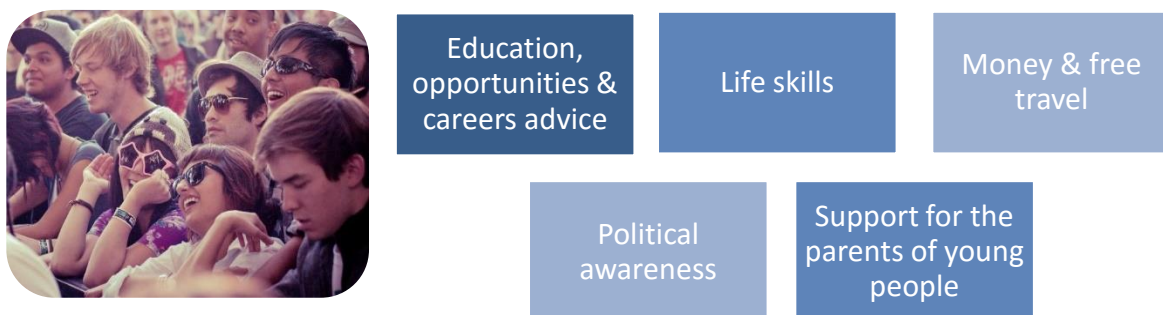 Education,
opportunities &
careers advice
Life skills
Money & free
travel
Political
awareness
Support for the
parents of young
people